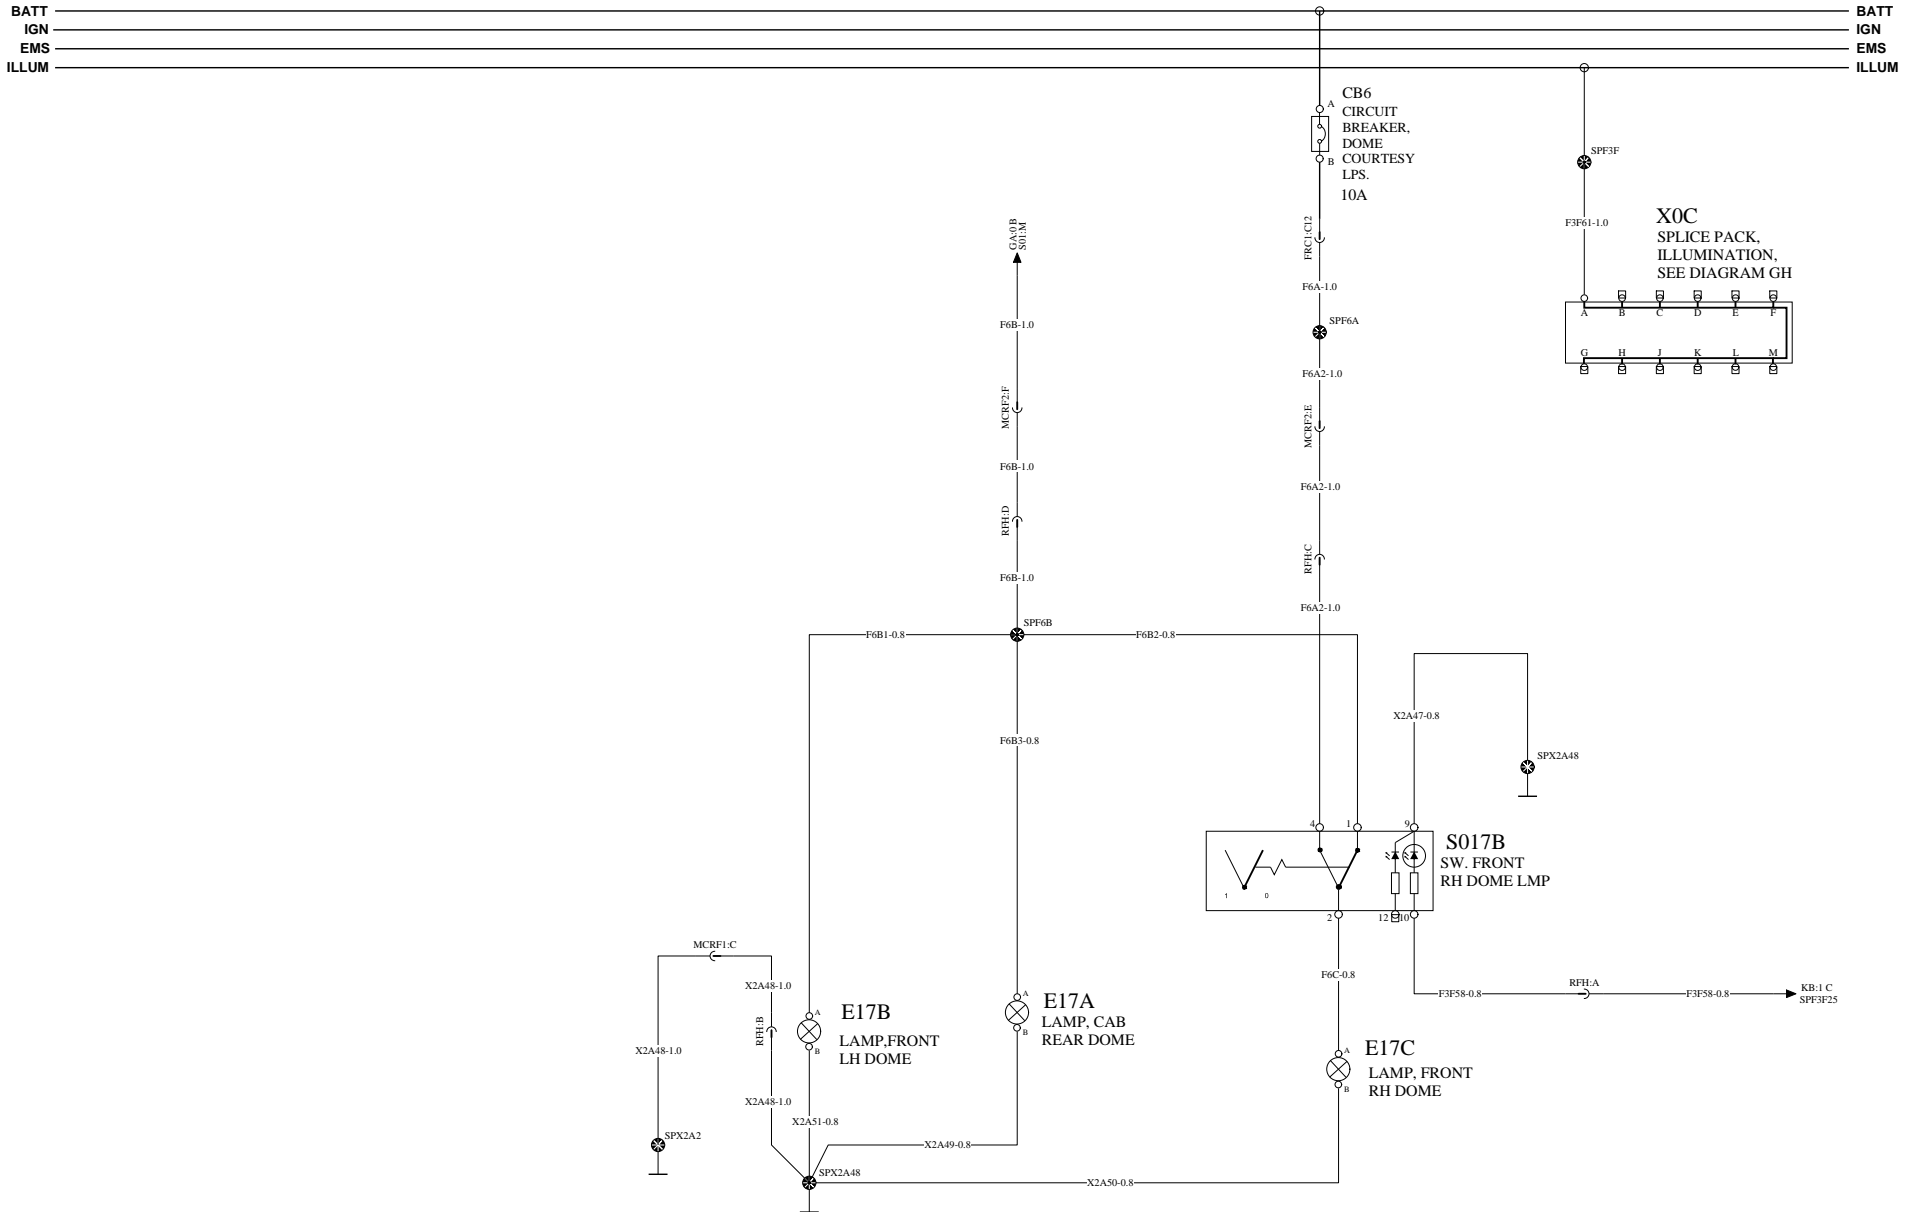 BATT
BATT
IGN
IGN
EMS
EMS
ILLUM
ILLUM
CB6
A
CIRCUIT
BREAKER,
DOME
B
COURTESY
LPS.
10A
SPF3F
FRC1:C12
F3F61-1.0
X0C
SPLICE PACK,
ILLUMINATION,
SEE DIAGRAM GH
GA:0 B
S01:M
F6A-1.0
A B C D E F
G H J K L M
F6B-1.0
SPF6A
F6A2-1.0
MCRF2:F
MCRF2:E
F6B-1.0
F6A2-1.0
RFH:D
RFH:C
F6B-1.0
F6A2-1.0
SPF6B
F6B1-0.8
F6B2-0.8
X2A47-0.8
F6B3-0.8
SPX2A48
4 1 9
S017B
SW. FRONT
RH DOME LMP
1 0
2 12 10
MCRF1:C
F6C-0.8
X2A48-1.0
RFH:A
F3F58-0.8
F3F58-0.8
KB:1 C
SPF3F25
A
E17B
LAMP,FRONT
LH DOME
B
A
E17A
LAMP, CAB
REAR DOME
B
RFH:B
X2A48-1.0
A
E17C
LAMP, FRONT
RH DOME
B
X2A48-1.0
X2A51-0.8
SPX2A2
X2A49-0.8
SPX2A48
X2A50-0.8